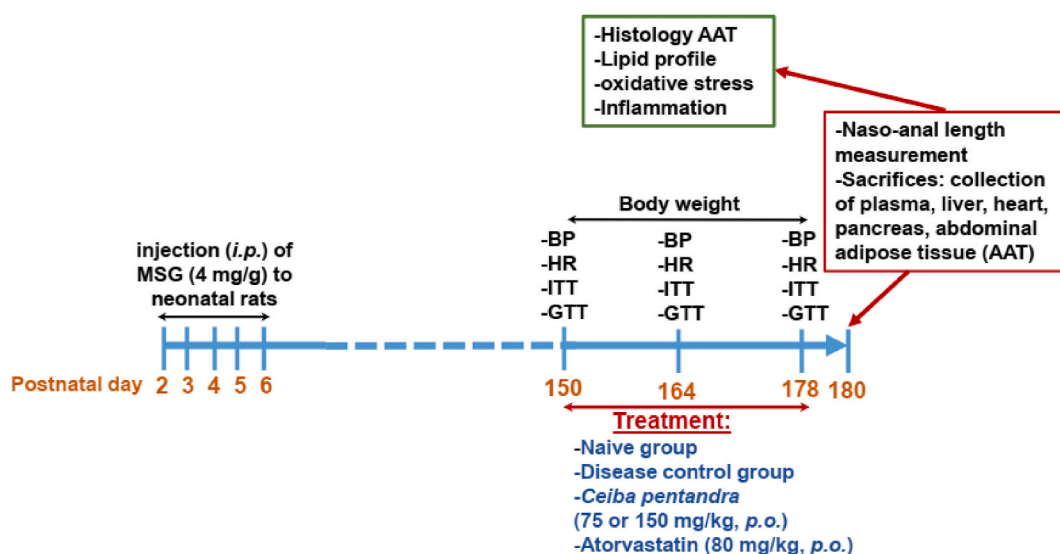 -Histology AAT
-Lipid profile
-oxidative stress
-Inflammation
-Naso-anal length
measurement
-Sacrifices: collection
of plasma, liver, heart,
pancreas, abdominal
adipose tissue (AAT)
Body weight
injection (i.p.) of
MSG (4 mg/g) to
neonatal rats
-BP
-HR
-ITT
-GTT
-BP
-HR
-ITT
-GTT
-BP
-HR
-ITT
-GTT
Postnatal day 2 3 4 5 6 150 164 178 180
Treatment:
-Naive group
-Disease control group
-Ceiba pentandra
(75 or 150 mg/kg, p.o.)
-Atorvastatin (80 mg/kg, p.o.)